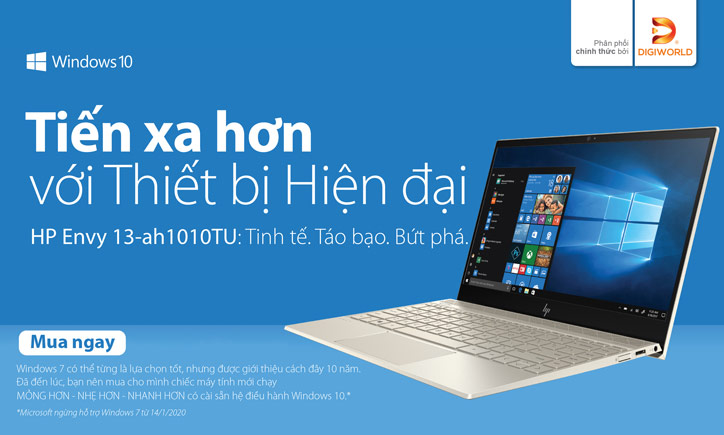 Windows 10
Phân phối
chính thức bởi
DIGIWORLD
Tiến xa hơn
với Thiết bị Hiện đại
HP Envy 13-ah1010TU: Tinh tế. Táo bạo. Bứt phá.
hp
Mua ngay
Windows 7 có thể từng là lựa chọn tốt, nhưng được giới thiệu cách đây 10 năm.
Đã đến lúc, bạn nên mua cho mình chiếc máy tính mới chạy
MỎNG HƠN - NHẸ HƠN - NHANH HƠN có cài sẵn hệ điều hành Windows 10.*
*Microsoft ngừng hỗ trợ Windows 7 từ 14/1/2020